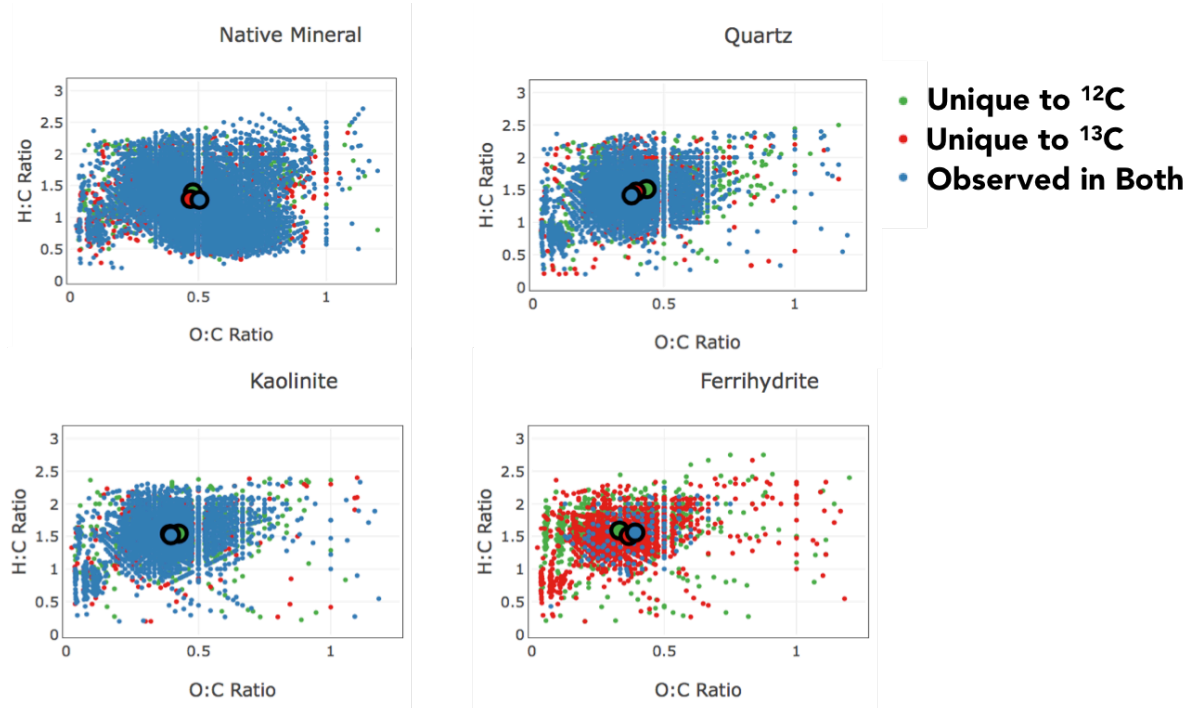 Native Mineral
3
2.5
2
1.5
1
0.5
0
H:C Ratio
0
0.5
1
O:C Ratio
Quartz
3
2.5
2
1.5
1
0.5
0
H:C Ratio
0
0.5
1
O:C Ratio
Unique to ¹²C
Unique to ¹³C
Observed in Both
Kaolinite
3
2.5
2
1.5
1
0.5
0
H:C Ratio
0
0.5
1
O:C Ratio
Ferrihydrite
3
2.5
2
1.5
1
0.5
0
H:C Ratio
0
0.5
1
O:C Ratio